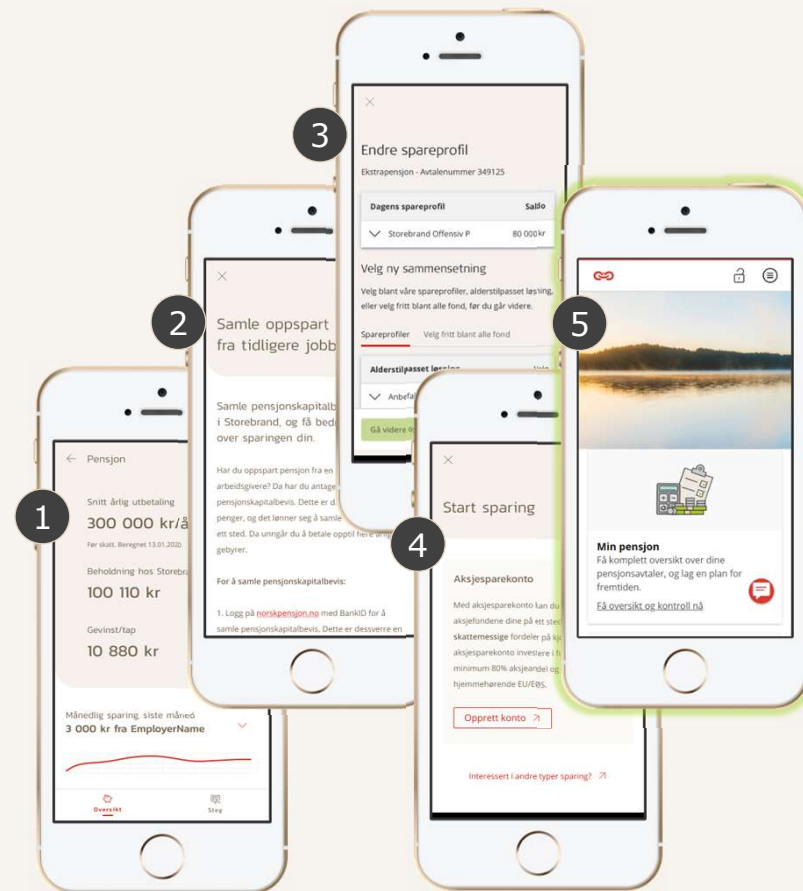 1
← Pensjon
Snitt årlig utbetaling
300 000 kr/å
Før skatt. Beregnet 13.01.202
Beholdning hos Storebra
100 110 kr
Gevinst/tap
10 880 kr
Månedlig sparing, siste måned
3 000 kr fra EmployerName
Oversikt
Steg
2
Samle oppspart
fra tidligere jobb
Samle pensjonskapitalb
i Storebrand, og få bedr
over sparingen din.
Har du oppspart pensjon fra en
arbeidsgivere? Da har du antage
pensjonskapitalbevis. Dette er d
penger, og det lønner seg å samle
ett sted. Da unngår du å betale opptil flere
gebyrer.
For å samle pensjonskapitalbevis:
1. Logg på norskpensjon.no med BankID for å
samle pensjonskapitalbevis. Dette er dessverre en
3
Endre spareprofil
Ekstrapensjon - Avtalenummer 349125
Dagens spareprofil Saldo
Storebrand Offensiv P 80 000 kr
Velg ny sammensetning
Velg blant våre spareprofiler, alderstilpasset løsning,
eller velg fritt blant alle fond, før du går videre.
Spareprofiler Velg fritt blant alle fond
Alderstilpasset løsning Velg
Anbefal
Gå videre
4
Start sparing
Aksjesparekonto
Med aksjesparekonto kan du
aksjefondene dine på ett sted
skattemessige fordeler på kj
aksjesparekonto investere i f
minimum 80% aksjeandel og
hjemmehørende EU/EØS.
Opprett konto ↗
Interessert i andre typer sparing? ↗
5
Min pensjon
Få komplett oversikt over dine
pensjonsavtaler, og lag en plan for
fremtiden.
Få oversikt og kontroll nå